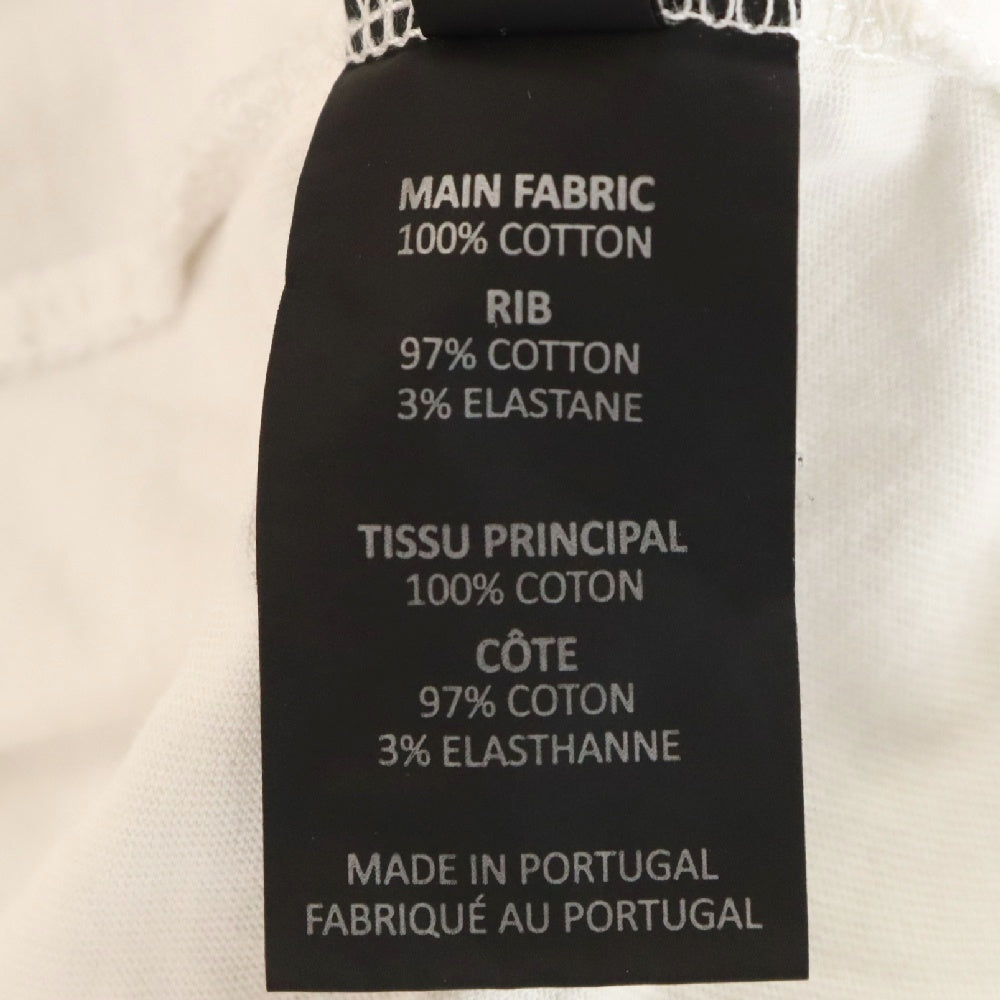 MAIN FABRIC
100% COTTON
RIB
97% COTTON
3% ELASTANE
TISSU PRINCIPAL
100% COTON
CÔTE
97% COTON
3% ELASTHANNE
MADE IN PORTUGAL
FABRIQUÉ AU PORTUGAL